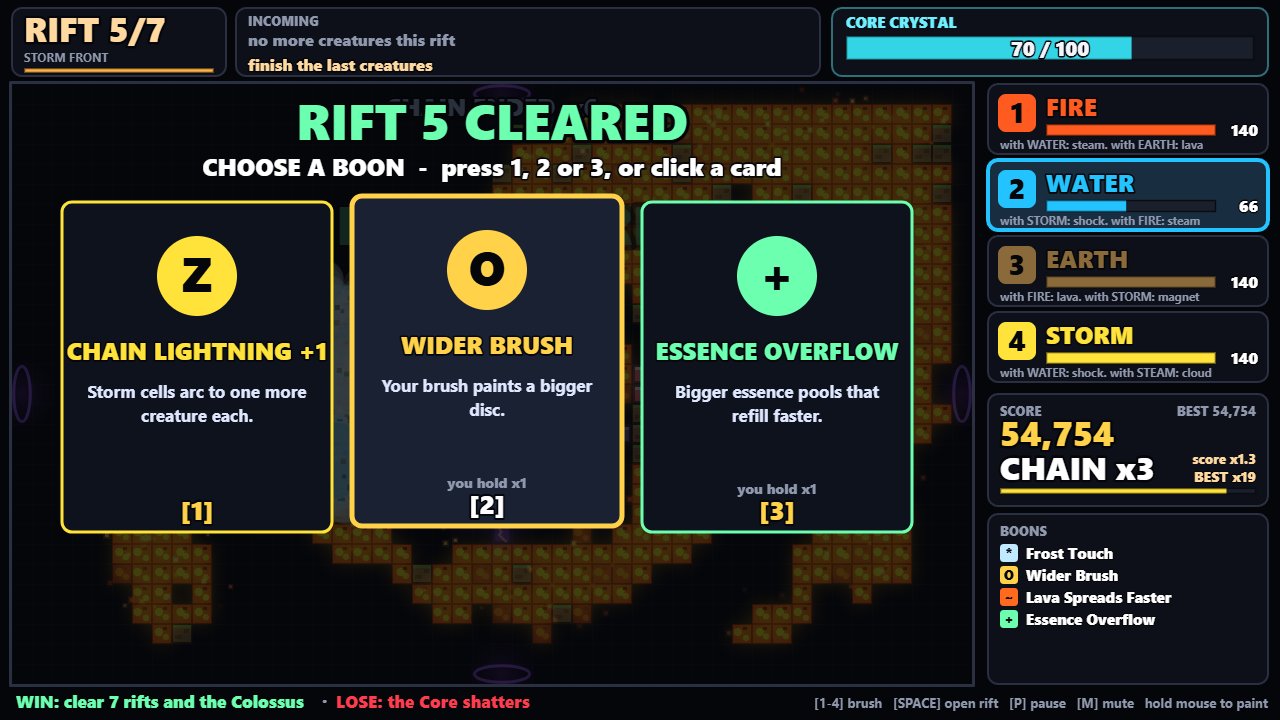 RIFT 5/7
STORM FRONT
INCOMING
no more creatures this rift
finish the last creatures
CORE CRYSTAL
70 / 100
RIFT 5 CLEARED
CHOOSE A BOON - press 1, 2 or 3, or click a card
Z
CHAIN LIGHTNING +1
Storm cells arc to one more
creature each.
[1]
O
WIDER BRUSH
Your brush paints a bigger
disc.
you hold x1
[2]
+
ESSENCE OVERFLOW
Bigger essence pools that
refill faster.
you hold x1
[3]
1 FIRE
140
with WATER: steam. with EARTH: lava
2 WATER
66
with STORM: shock. with FIRE: steam
3 EARTH
140
with FIRE: lava. with STORM: magnet
4 STORM
140
with WATER: shock. with STEAM: cloud
SCORE BEST 54,754
54,754
CHAIN x3
score x1.3
BEST x19
BOONS
* Frost Touch
O Wider Brush
~ Lava Spreads Faster
+ Essence Overflow
WIN: clear 7 rifts and the Colossus · LOSE: the Core shatters
[1-4] brush [SPACE] open rift [P] pause [M] mute hold mouse to paint